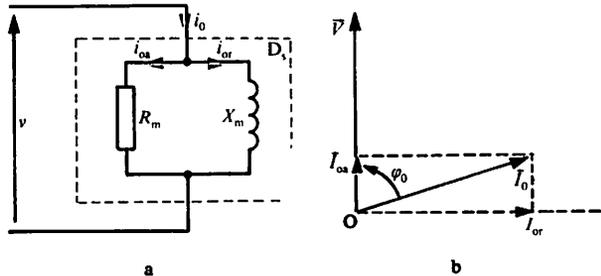 i₀
iₒₐ
iₒᵣ
Dₛ
v
Rₘ
Xₘ
a
V
Iₒₐ
φ₀
I₀
O
Iₒᵣ
b